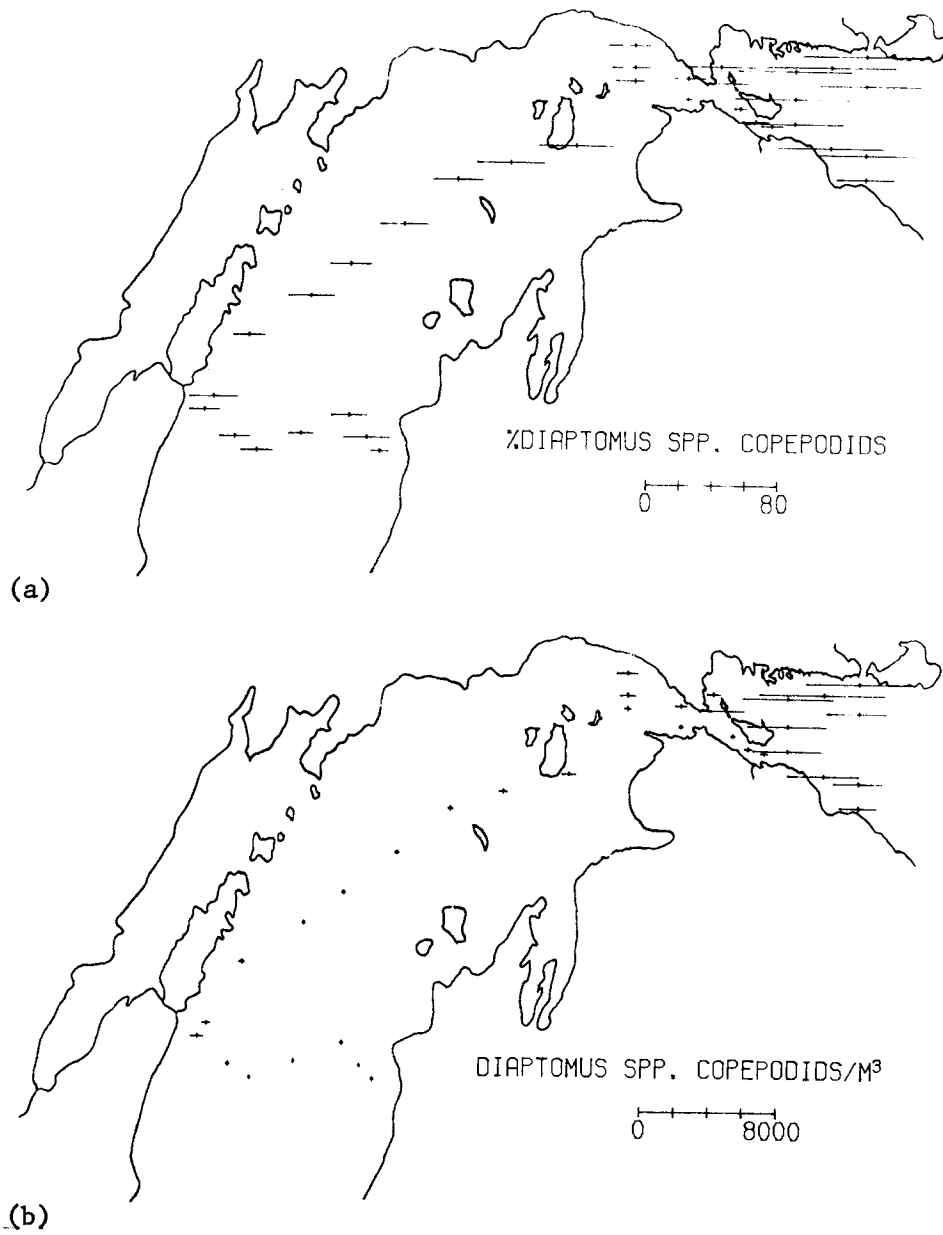 %DIAPTOMUS SPP. COPEPODIDS
0 80
(a)
DIAPTOMUS SPP. COPEPODIDS/M³
0 8000
(b)